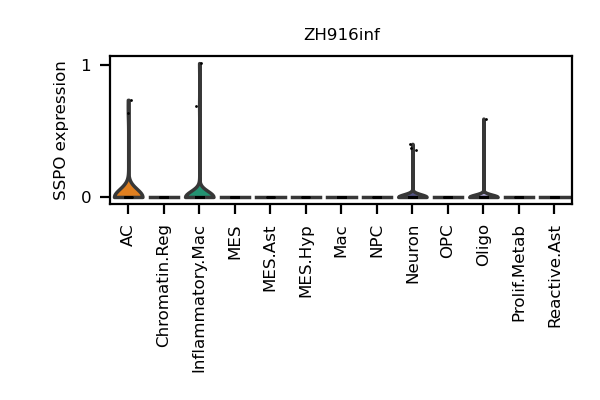 ZH916inf
SSPO expression
1
0
AC
Chromatin.Reg
Inflammatory.Mac
MES
MES.Ast
MES.Hyp
Mac
NPC
Neuron
OPC
Oligo
Prolif.Metab
Reactive.Ast